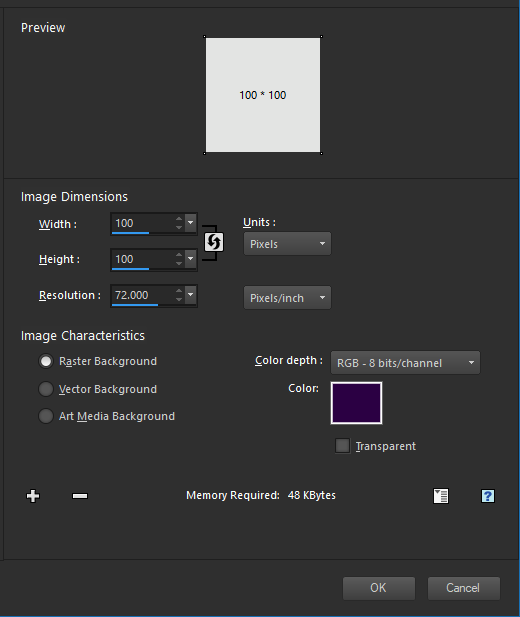 Preview
100 * 100
Image Dimensions
Width :
100
Units :
Pixels
Height :
100
Resolution :
72.000
Pixels/inch
Image Characteristics
Raster Background
Color depth :
RGB - 8 bits/channel
Vector Background
Color:
Art Media Background
Transparent
Memory Required: 48 KBytes
?
OK
Cancel